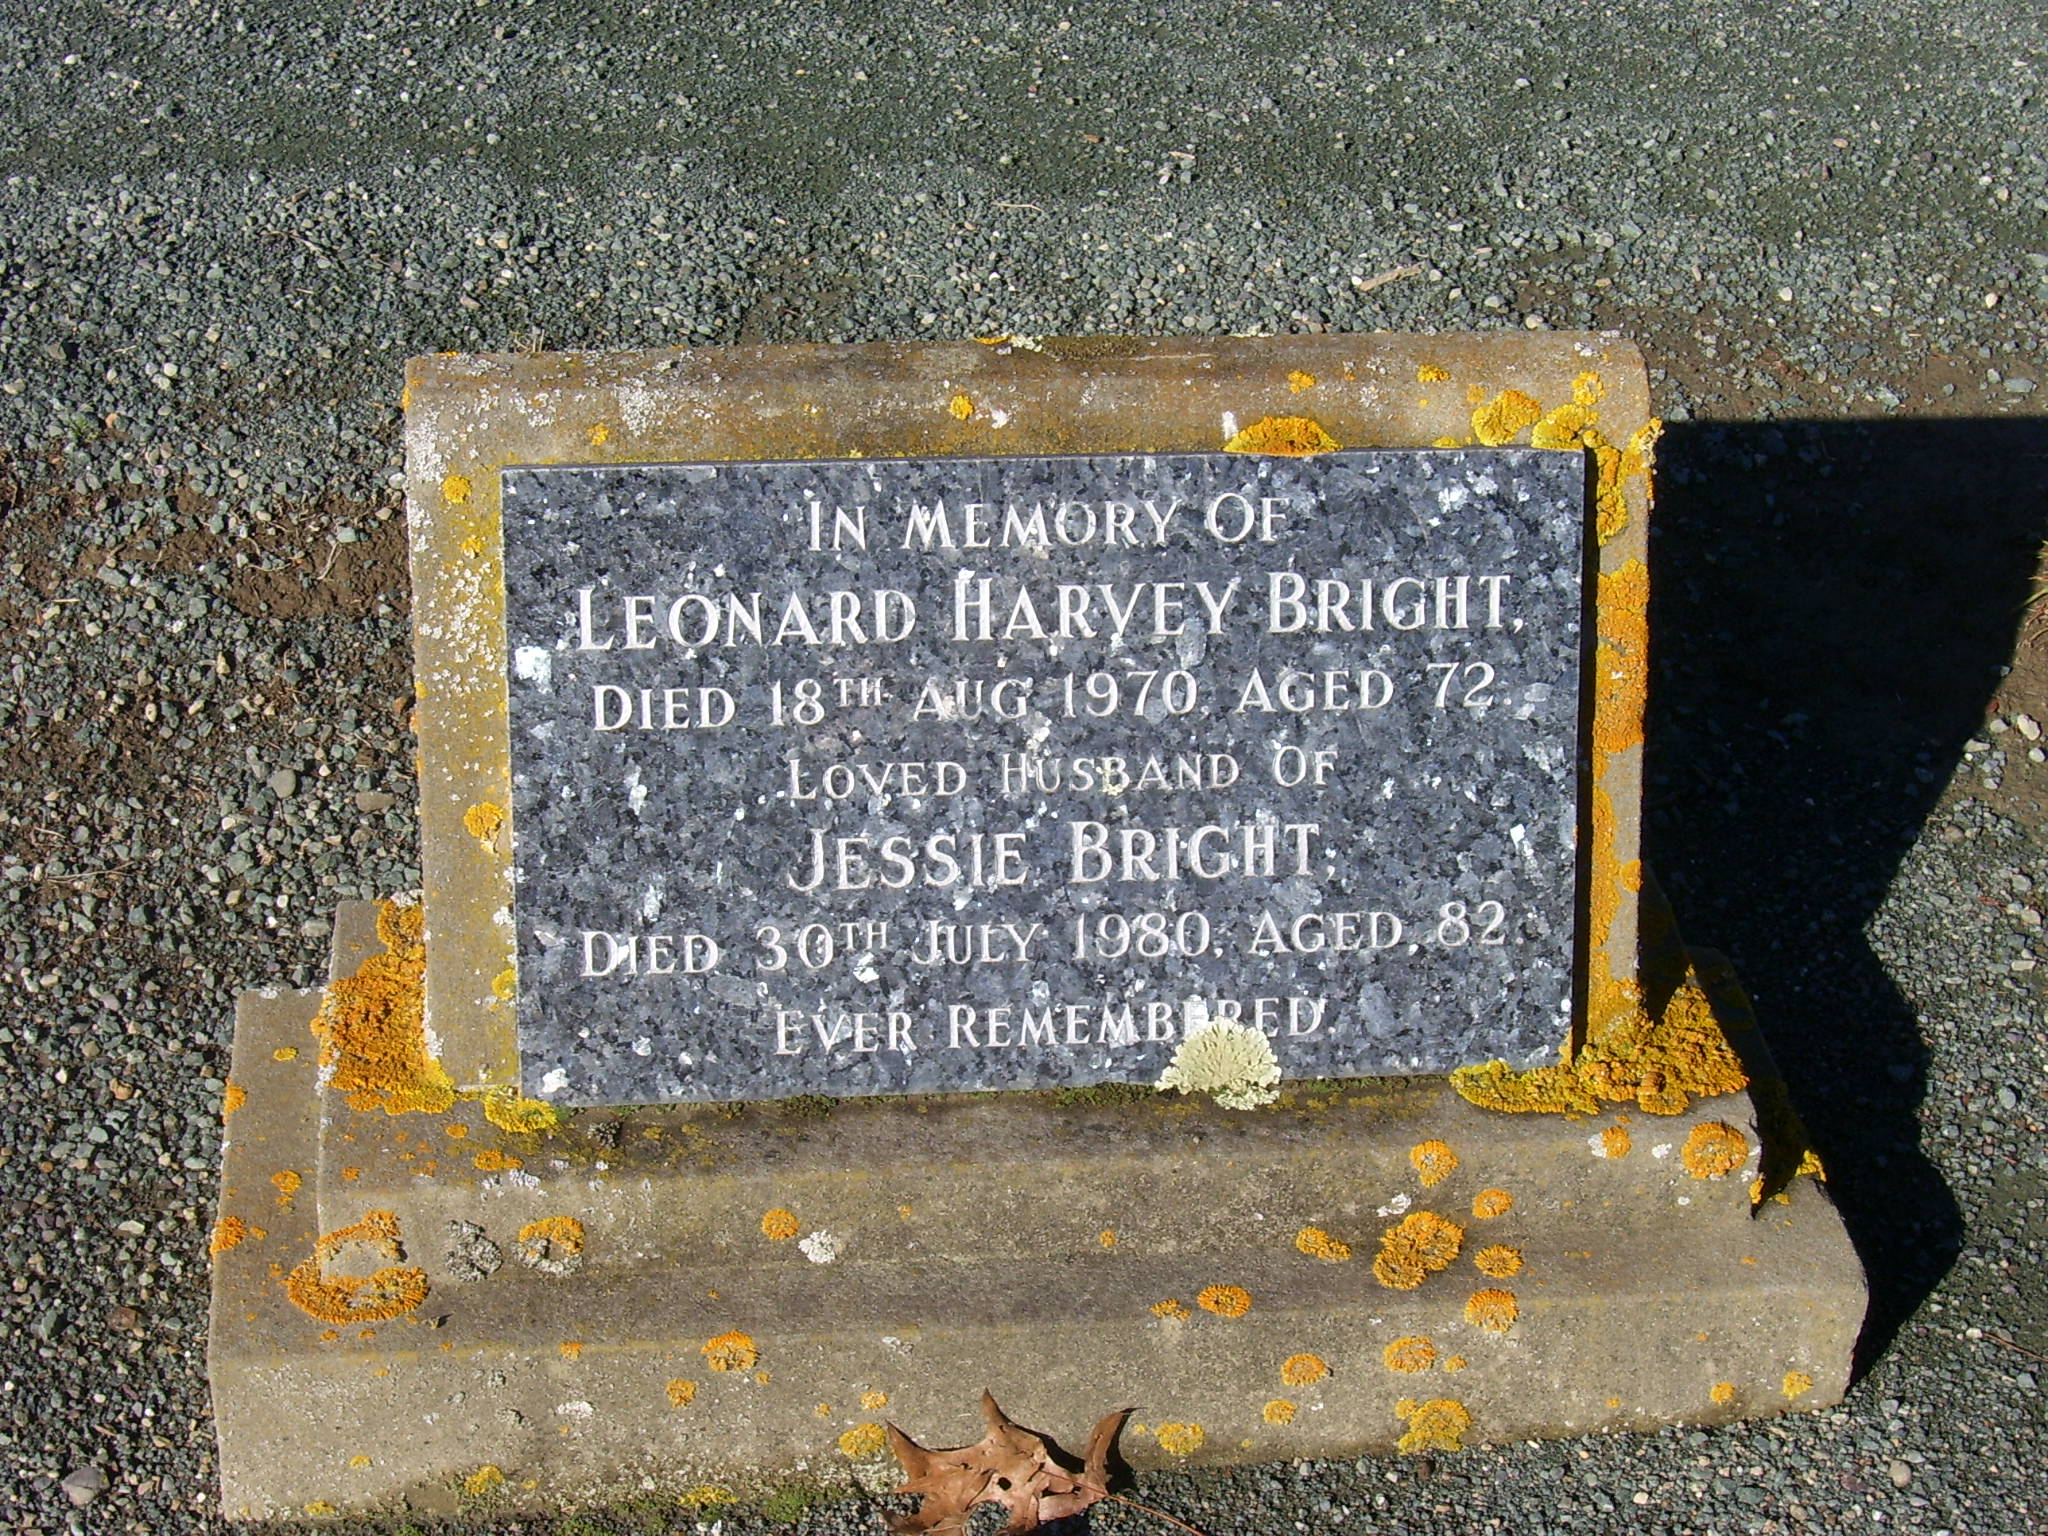 In Memory Of
Leonard Harvey Bright,
Died 18th Aug 1970, Aged 72.
Loved Husband Of
Jessie Bright,
Died 30th July 1980, Aged, 82.
Ever Remembered.